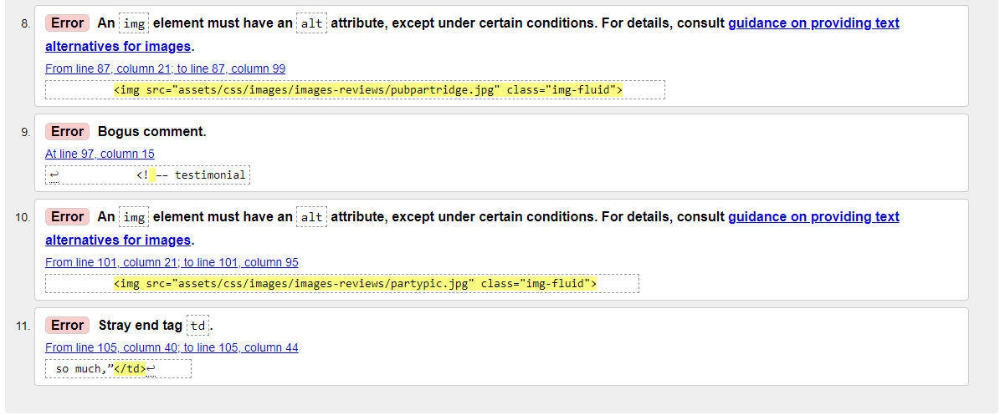 8. Error An img element must have an alt attribute, except under certain conditions. For details, consult guidance on providing text
alternatives for images.
From line 87, column 21; to line 87, column 99
<img src="assets/css/images/images-reviews/pubpartridge.jpg" class="img-fluid">
9. Error Bogus comment.
At line 97, column 15
↩ <! -- testimonial
10. Error An img element must have an alt attribute, except under certain conditions. For details, consult guidance on providing text
alternatives for images.
From line 101, column 21; to line 101, column 95
<img src="assets/css/images/images-reviews/partypic.jpg" class="img-fluid">
11. Error Stray end tag td.
From line 105, column 40; to line 105, column 44
so much,”</td>↩